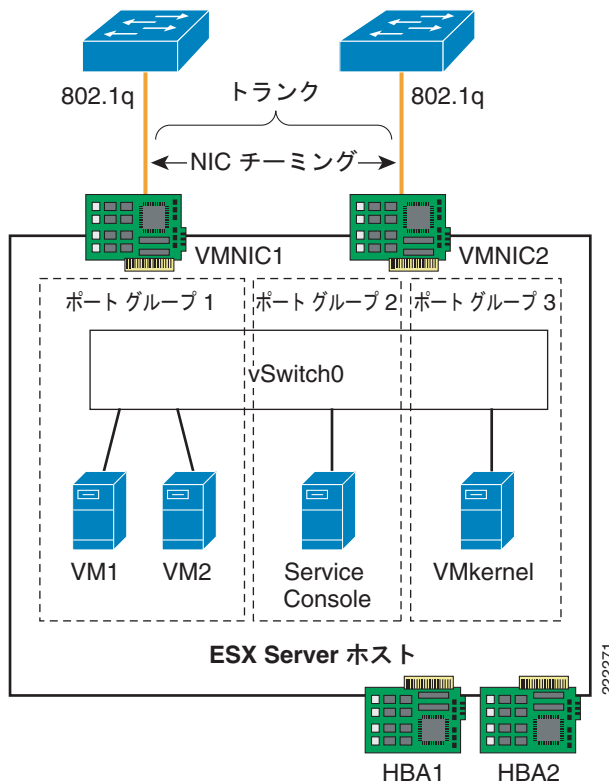 802.1q
トランク
802.1q
NIC チーミング
VMNIC1
VMNIC2
ポート グループ 1
ポート グループ 2
ポート グループ 3
vSwitch0
VM1
VM2
Service
Console
VMkernel
ESX Server ホスト
222271
HBA1
HBA2